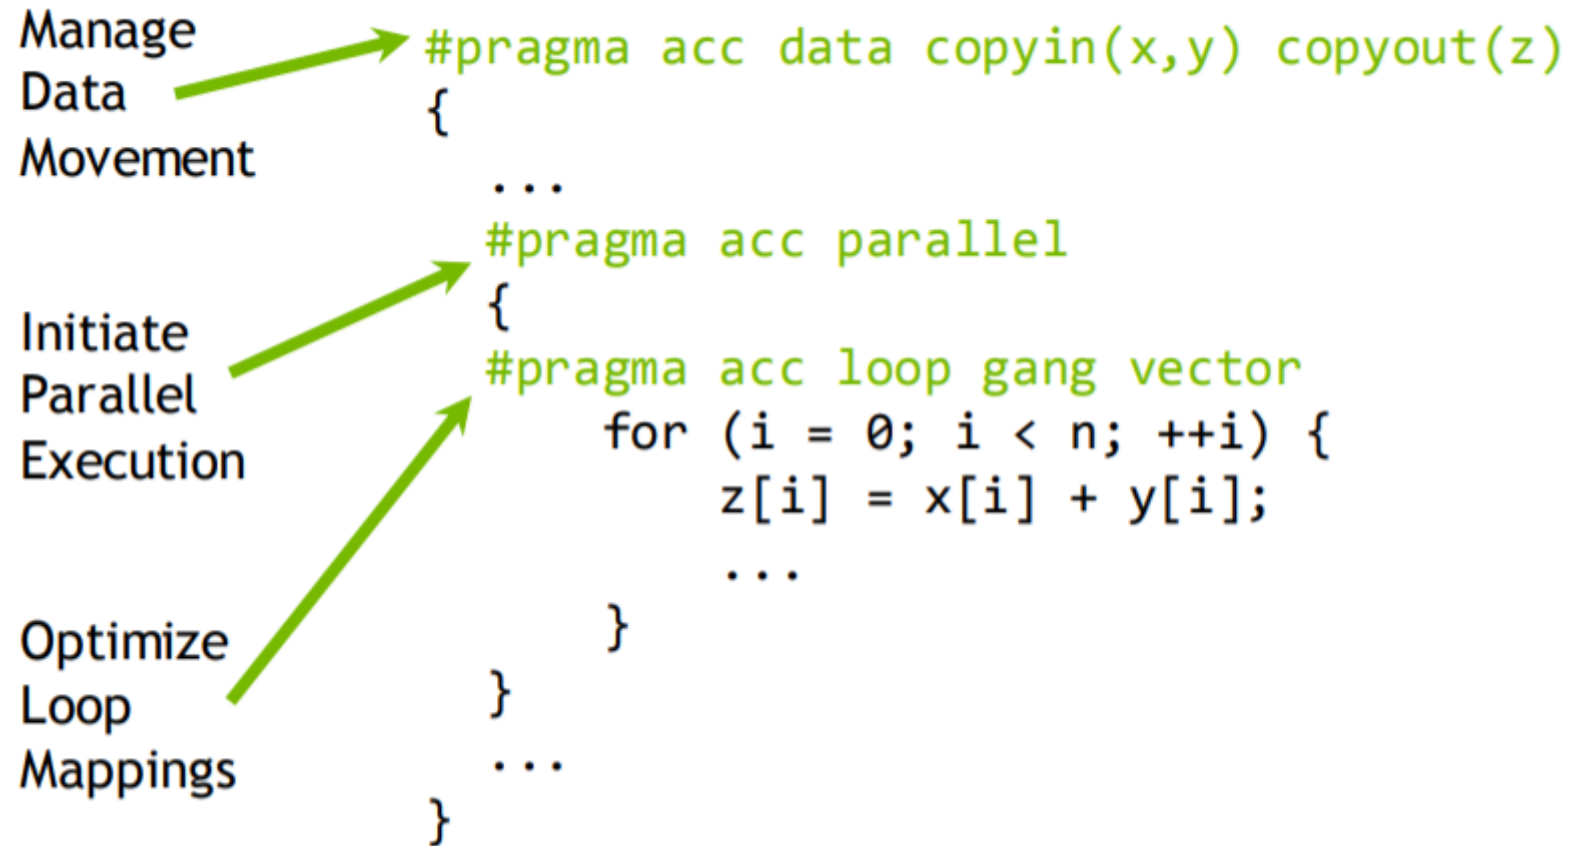 Manage
Data
Movement
#pragma acc data copyin(x,y) copyout(z)
{
...
#pragma acc parallel
{
Initiate
Parallel
Execution
#pragma acc loop gang vector
for (i = 0; i < n; ++i) {
z[i] = x[i] + y[i];
...
}
Optimize
Loop
Mappings
}
...
}